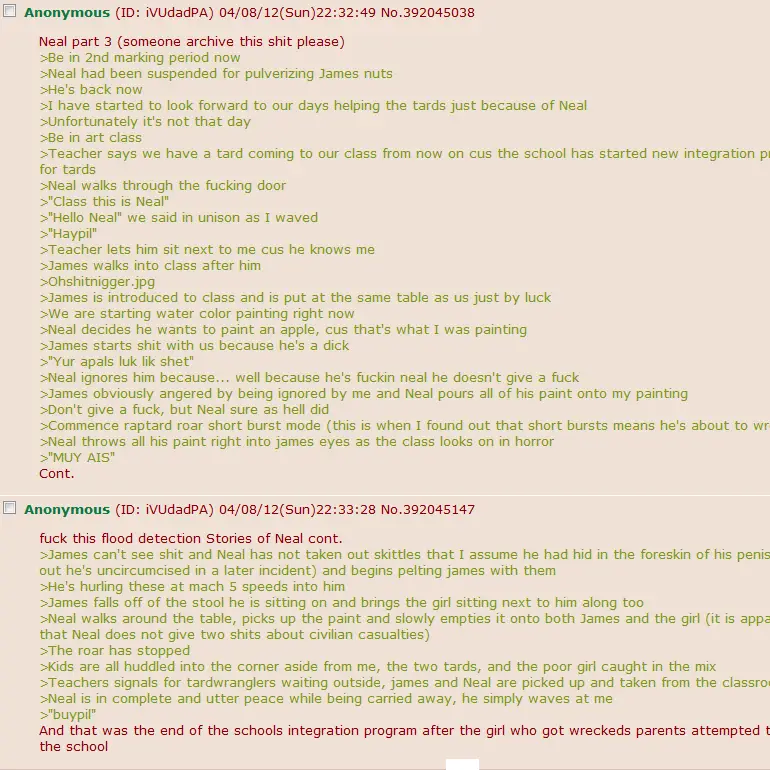 Anonymous (ID: iVUdadPA) 04/08/12(Sun)22:32:49 No.392045038
Neal part 3 (someone archive this shit please)
>Be in 2nd marking period now
>Neal had been suspended for pulverizing James nuts
>He's back now
>I have started to look forward to our days helping the tards just because of Neal
>Unfortunately it's not that day
>Be in art class
>Teacher says we have a tard coming to our class from now on cus the school has started new integration
for tards
>Neal walks through the fucking door
>"Class this is Neal"
>"Hello Neal" we said in unison as I waved
>"Haypil"
>Teacher lets him sit next to me cus he knows me
>James walks into class after him
>Ohshitnigger.jpg
>James is introduced to class and is put at the same table as us just by luck
>We are starting water color painting right now
>Neal decides he wants to paint an apple, cus that's what I was painting
>James starts shit with us because he's a dick
>"Yur apals luk lik shet"
>Neal ignores him because... well because he's fuckin neal he doesn't give a fuck
>James obviously angered by being ignored by me and Neal pours all of his paint onto my painting
>Don't give a fuck, but Neal sure as hell did
>Commence raptard roar short burst mode (this is when I found out that short bursts means he's about to
>Neal throws all his paint right into james eyes as the class looks on in horror
>"MUY AIS"
Cont.
Anonymous (ID: iVUdadPA) 04/08/12(Sun)22:33:28 No.392045147
fuck this flood detection Stories of Neal cont.
>James can't see shit and Neal has not taken out skittles that I assume he had hid in the foreskin of his penis
out he's uncircumcised in a later incident) and begins pelting james with them
>He's hurling these at mach 5 speeds into him
>James falls off of the stool he is sitting on and brings the girl sitting next to him along too
>Neal walks around the table, picks up the paint and slowly empties it onto both James and the girl (it is
that Neal does not give two shits about civilian casualties)
>The roar has stopped
>Kids are all huddled into the corner aside from me, the two tards, and the poor girl caught in the mix
>Teachers signals for tardwranglers waiting outside, james and Neal are picked up and taken from the
>Neal is in complete and utter peace while being carried away, he simply waves at me
>"buypil"
And that was the end of the schools integration program after the girl who got wreckeds parents attempted
the school